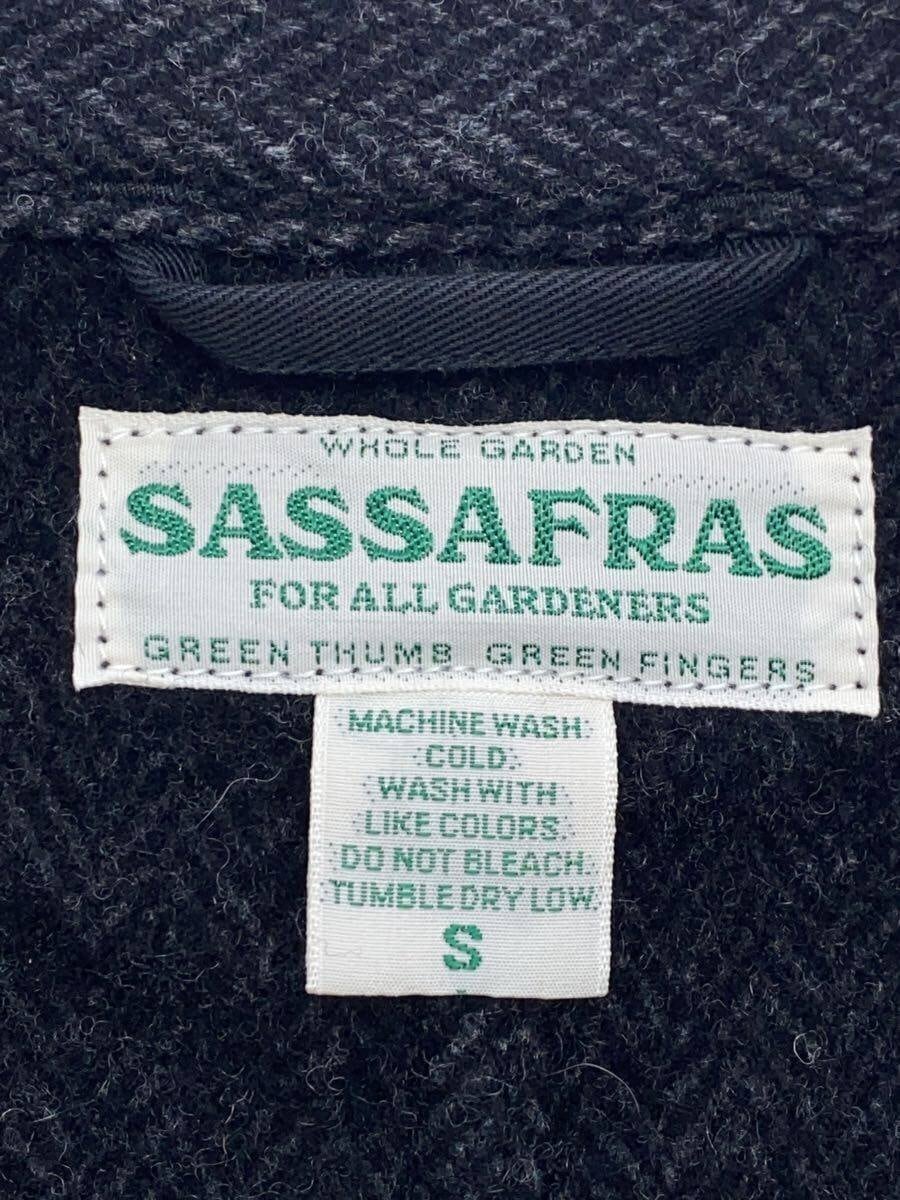 WHOLE GARDEN
SASSAFRAS
FOR ALL GARDENERS
GREEN THUMB GREEN FINGERS
MACHINE WASH
COLD.
WASH WITH
LIKE COLORS.
DO NOT BLEACH.
TUMBLE DRY LOW.
S